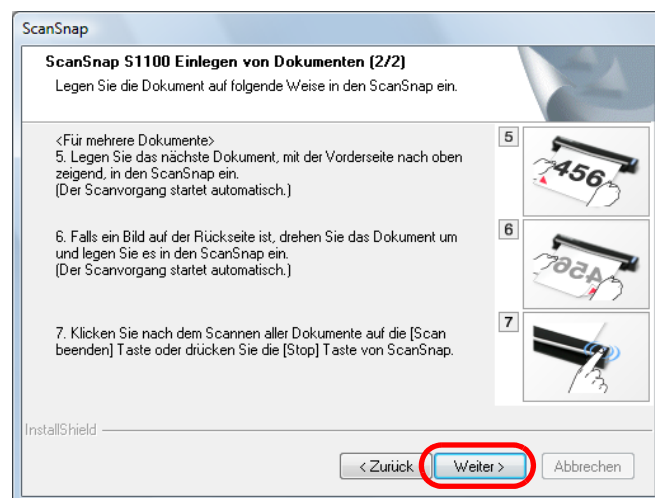 ScanSnap
ScanSnap S1100 Einlegen von Dokumenten (2/2)
Legen Sie die Dokument auf folgende Weise in den ScanSnap ein.
<Für mehrere Dokumente>
5. Legen Sie das nächste Dokument, mit der Vorderseite nach oben
zeigend, in den ScanSnap ein.
(Der Scanvorgang startet automatisch.)
5
456
6. Falls ein Bild auf der Rückseite ist, drehen Sie das Dokument um
und legen Sie es in den ScanSnap ein.
(Der Scanvorgang startet automatisch.)
6
456
7. Klicken Sie nach dem Scannen aller Dokumente auf die [Scan
beenden] Taste oder drücken Sie die [Stop] Taste von ScanSnap.
7
InstallShield
< Zurück
Weiter >
Abbrechen